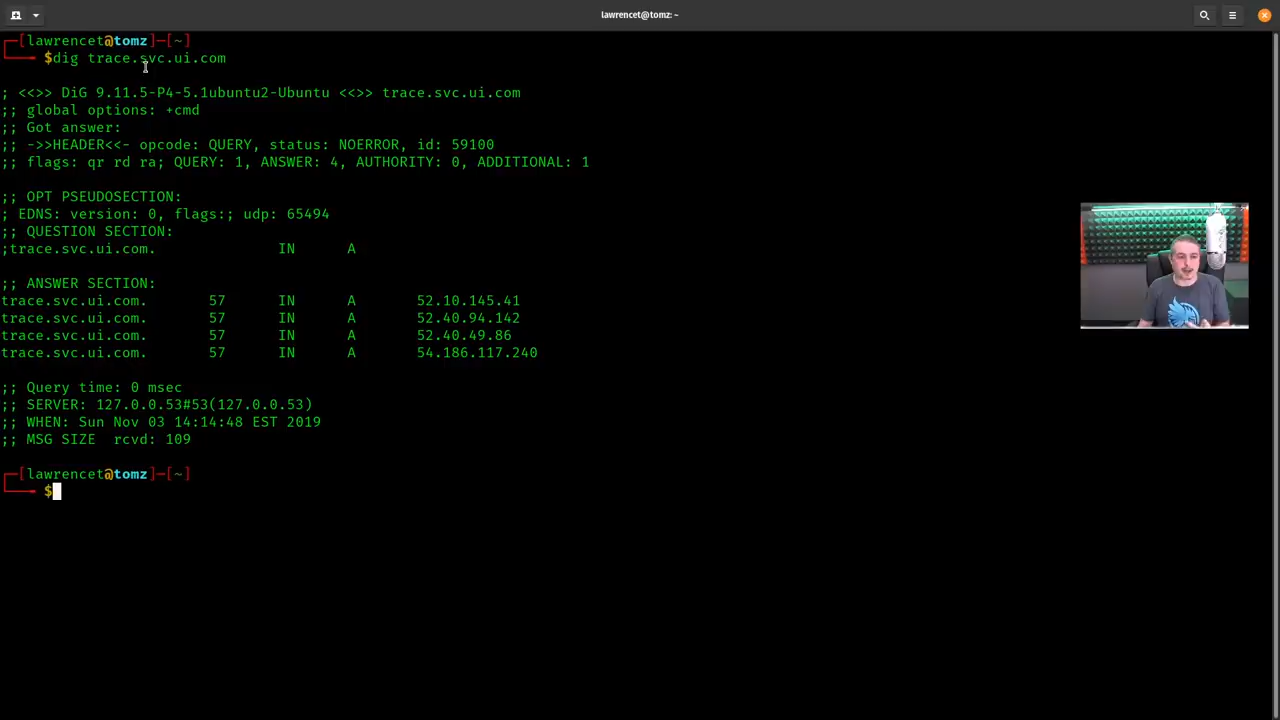 lawrencet@tomz: ~
[lawrencet@tomz]-[~]
$dig trace.svc.ui.com
; <<>> DiG 9.11.5-P4-5.1ubuntu2-Ubuntu <<>> trace.svc.ui.com
;; global options: +cmd
;; Got answer:
;; ->>HEADER<<- opcode: QUERY, status: NOERROR, id: 59100
;; flags: qr rd ra; QUERY: 1, ANSWER: 4, AUTHORITY: 0, ADDITIONAL: 1
;; OPT PSEUDOSECTION:
; EDNS: version: 0, flags:; udp: 65494
;; QUESTION SECTION:
;trace.svc.ui.com. IN A
;; ANSWER SECTION:
trace.svc.ui.com. 57 IN A 52.10.145.41
trace.svc.ui.com. 57 IN A 52.40.94.142
trace.svc.ui.com. 57 IN A 52.40.49.86
trace.svc.ui.com. 57 IN A 54.186.117.240
;; Query time: 0 msec
;; SERVER: 127.0.0.53#53(127.0.0.53)
;; WHEN: Sun Nov 03 14:14:48 EST 2019
;; MSG SIZE rcvd: 109
[lawrencet@tomz]-[~]
$